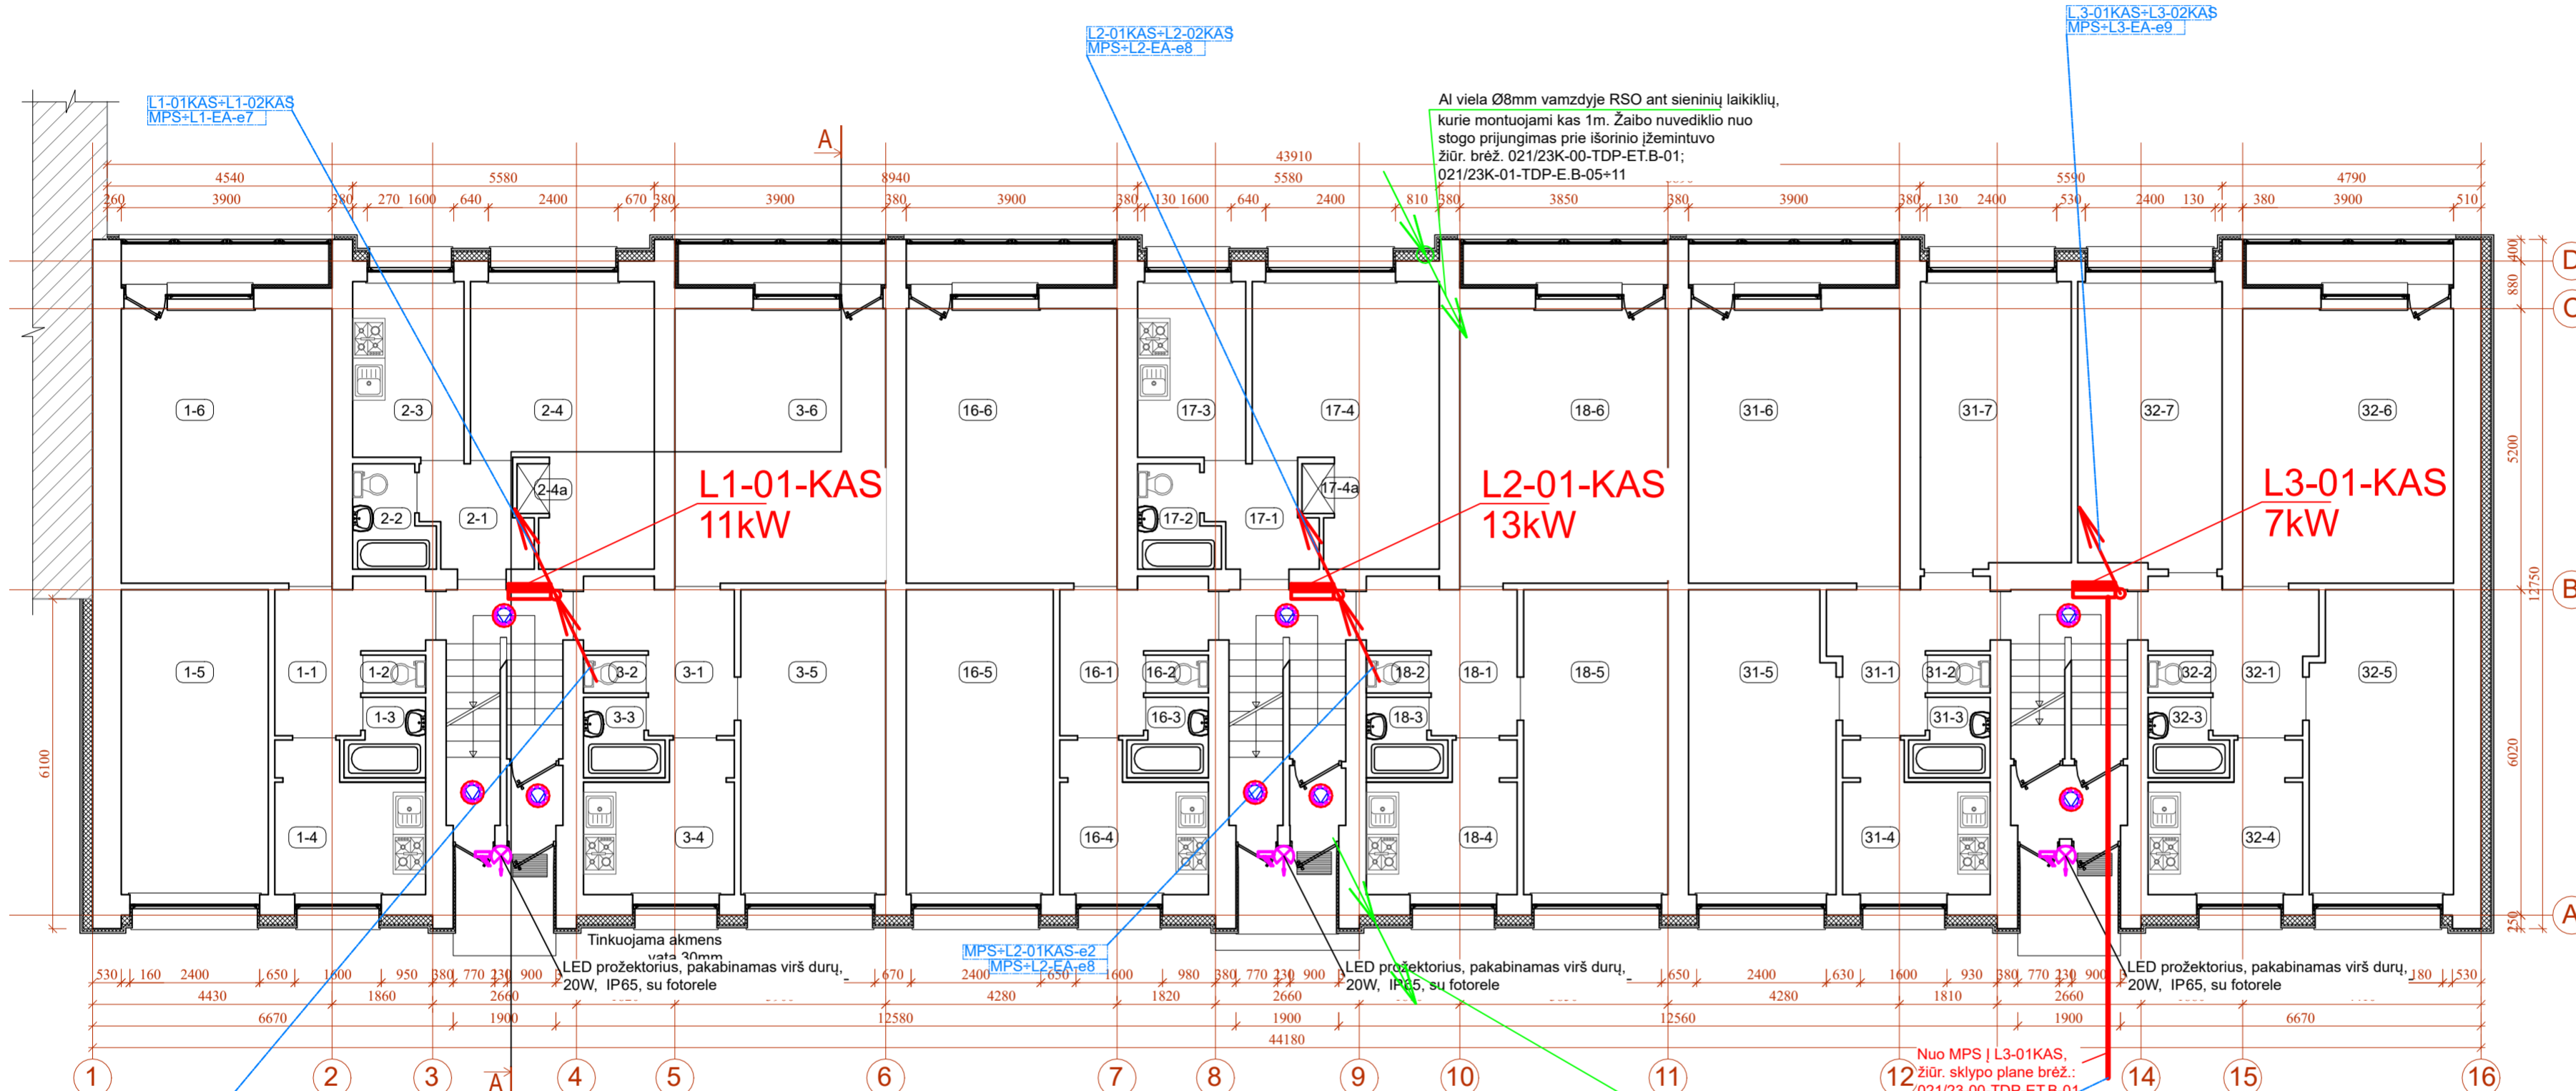 L.3-01KAS÷L3-02KAS
MPS÷L3-EA-e9
L2-01KAS÷L2-02KAS
MPS÷L2-EA-e8
L1-01KAS÷L1-02KAS
MPS÷L1-EA-e7
Al viela Ø8mm vamzdyje RSO ant sieninių laikiklių,
kurie montuojami kas 1m. Žaibo nuvediklio nuo
stogo prijungimas prie išorinio įžemintuvo
žiūr. brėž. 021/23K-00-TDP-ET.B-01;
021/23K-01-TDP-E.B-05÷11
A
43910
4540 5580 8940 5580 5590 4790
260 3900 380 270 1600 640 2400 670 380 3900 380 3900 380 130 1600 640 2400 810 380 3850 380 3900 380 130 2400 530 2400 130 380 3900 510
400 D
880
C
1-6 2-3 2-4 3-6 16-6 17-3 17-4 18-6 31-6 31-7 32-7 32-6
5200
L1-01-KAS
11kW
L2-01-KAS
13kW
L3-01-KAS
7kW
2-4a 17-4a
2-2 2-1 17-2 17-1
B
12750
1-5 1-1 1-2 3-2 3-1 3-5 16-5 16-1 16-2 18-2 18-1 18-5 31-5 31-1 31-2 32-2 32-1 32-5
1-3 3-3 16-3 18-3 31-3 32-3
6100 6020
1-4 3-4 16-4 18-4 31-4 32-4
250 A
Tinkuojama akmens
vata 30mm
MPS÷L2-01KAS-e2
MPS÷L2-EA-e8
LED prožektorius, pakabinamas virš durų,
20W, IP65, su fotorele
LED prožektorius, pakabinamas virš durų,
20W, IP65, su fotorele
LED prožektorius, pakabinamas virš durų,
20W, IP65, su fotorele
530 160 2400 650 1600 950 380 770 230 900 670 2400 650 1600 980 380 770 230 900 650 2400 630 1600 930 380 770 230 900 180 530
4430 1860 2660 4280 1820 2660 4280 1810 2660
6670 1900 12580 1900 12560 1900 6670
44180
Nuo MPS Į L3-01KAS,
žiūr. sklypo plane brėž.:
021/23-00-TDP-ET.B-01
A
1 2 3 4 5 6 7 8 9 10 11 12 14 15 16